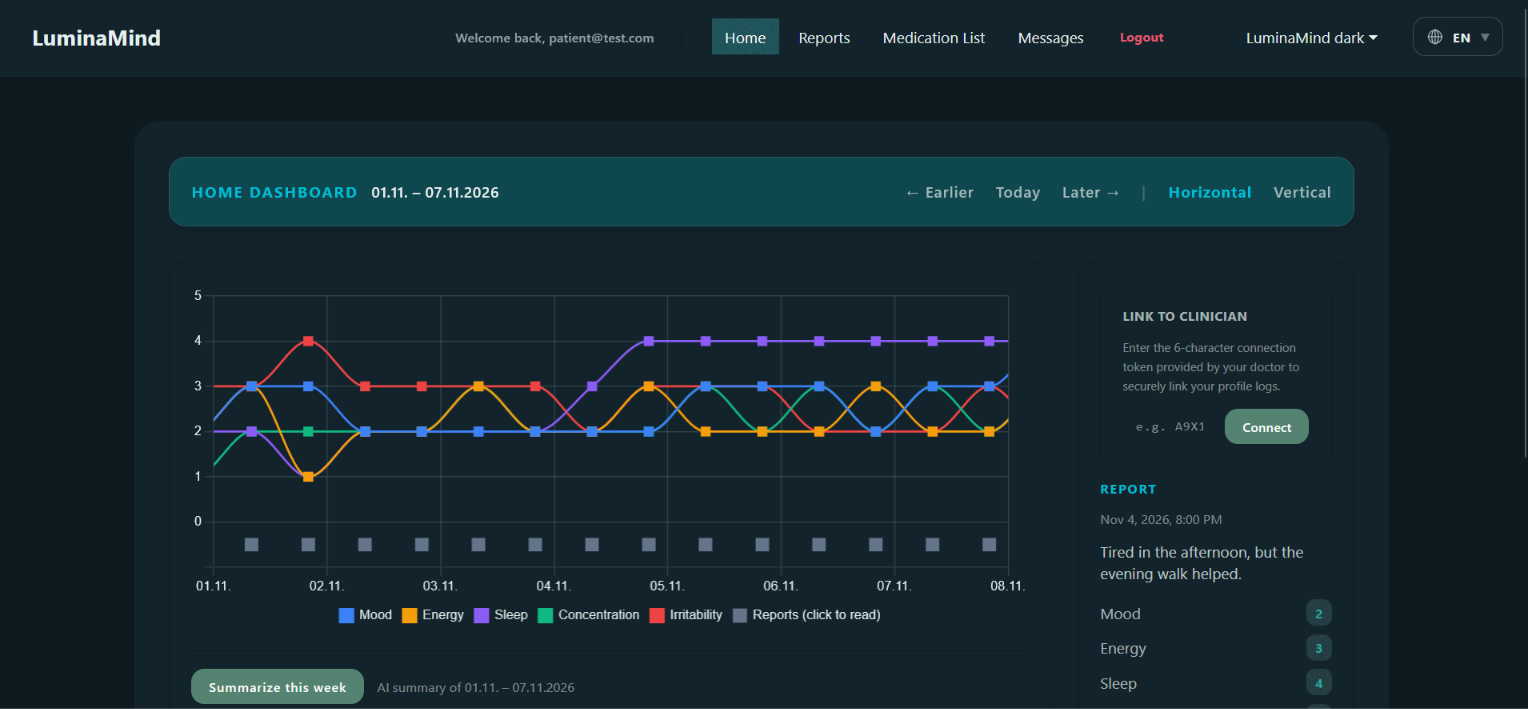 LuminaMind
Welcome back, patient@test.com
Home
Reports
Medication List
Messages
Logout
LuminaMind dark
EN
HOME DASHBOARD 01.11. – 07.11.2026
← Earlier
Today
Later →
|
Horizontal
Vertical
5
4
3
2
1
0
01.11.
02.11.
03.11.
04.11.
05.11.
06.11.
07.11.
08.11.
Mood
Energy
Sleep
Concentration
Irritability
Reports (click to read)
Summarize this week
AI summary of 01.11. – 07.11.2026
LINK TO CLINICIAN
Enter the 6-character connection
token provided by your doctor to
securely link your profile logs.
e.g. A9X1
Connect
REPORT
Nov 4, 2026, 8:00 PM
Tired in the afternoon, but the
evening walk helped.
Mood 2
Energy 3
Sleep 4